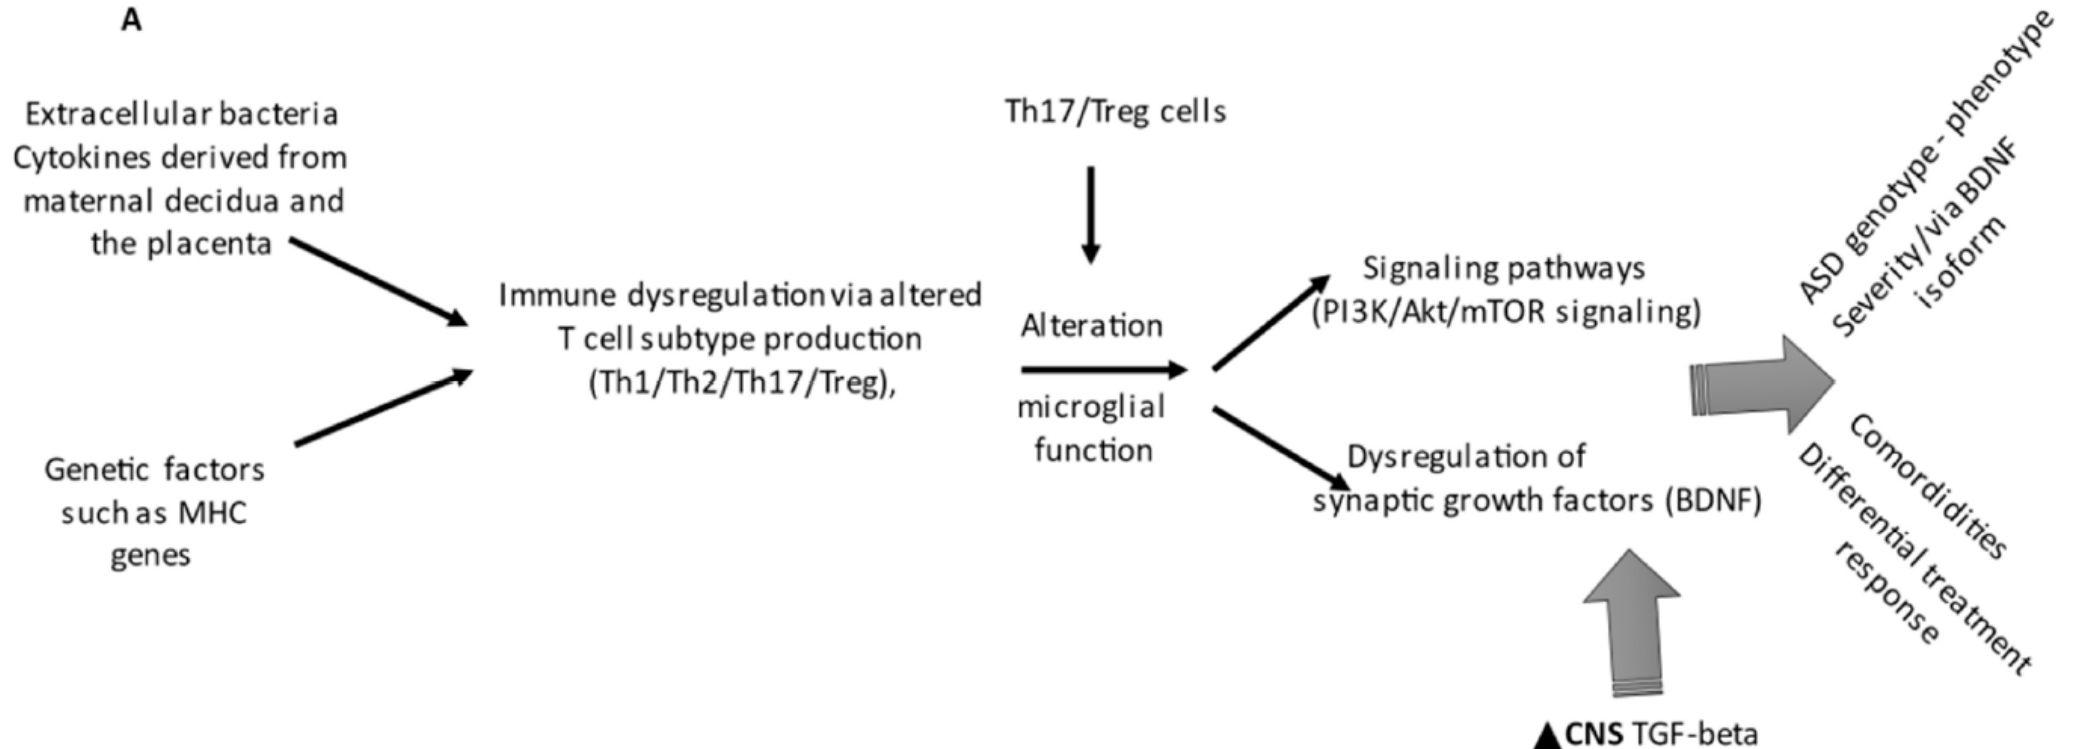 A
Extracellular bacteria
Cytokines derived from
maternal decidua and
the placenta
Genetic factors
such as MHC
genes
Immune dysregulation via altered
T cell subtype production
(Th1/Th2/Th17/Treg),
Th17/Treg cells
Alteration
microglial
function
Signaling pathways
(PI3K/Akt/mTOR signaling)
Dysregulation of
synaptic growth factors (BDNF)
▲CNS TGF-beta
ASD genotype - phenotype
Severity/via BDNF
isoform
Comordidities
Differential treatment
response